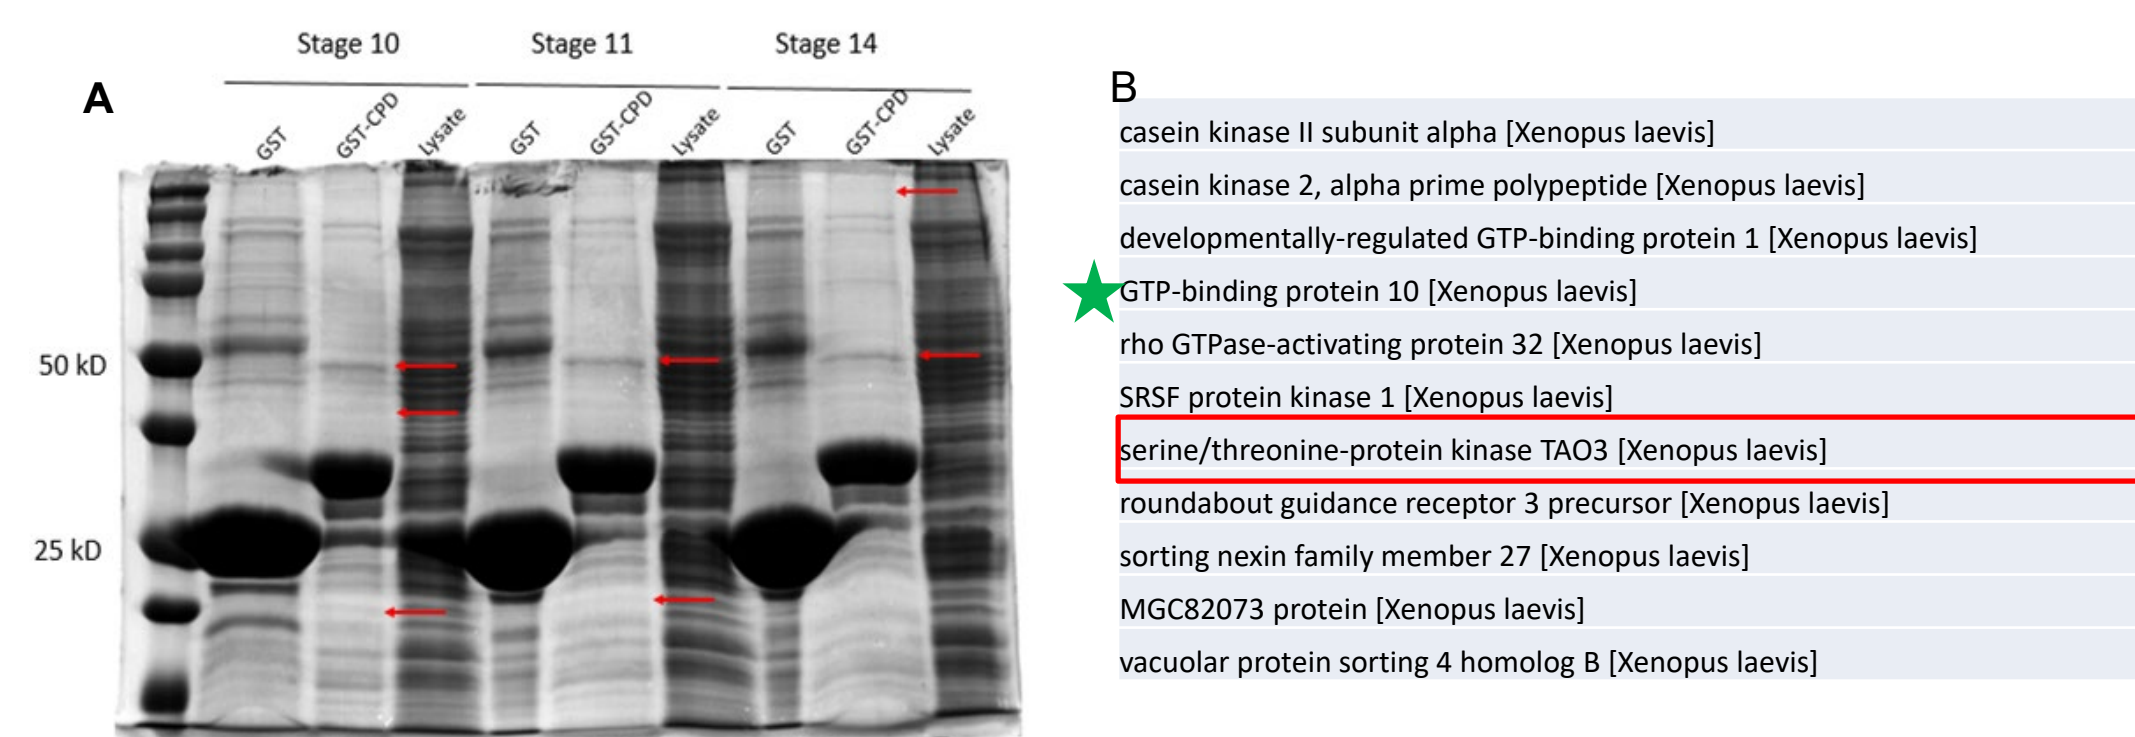 Stage 10
Stage 11
Stage 14
A
GST
GST-CPD
Lysate
GST
GST-CPD
Lysate
GST
GST-CPD
Lysate
50 kD
25 kD
B
casein kinase II subunit alpha [Xenopus laevis]
casein kinase 2, alpha prime polypeptide [Xenopus laevis]
developmentally-regulated GTP-binding protein 1 [Xenopus laevis]
GTP-binding protein 10 [Xenopus laevis]
rho GTPase-activating protein 32 [Xenopus laevis]
SRSF protein kinase 1 [Xenopus laevis]
serine/threonine-protein kinase TAO3 [Xenopus laevis]
roundabout guidance receptor 3 precursor [Xenopus laevis]
sorting nexin family member 27 [Xenopus laevis]
MGC82073 protein [Xenopus laevis]
vacuolar protein sorting 4 homolog B [Xenopus laevis]